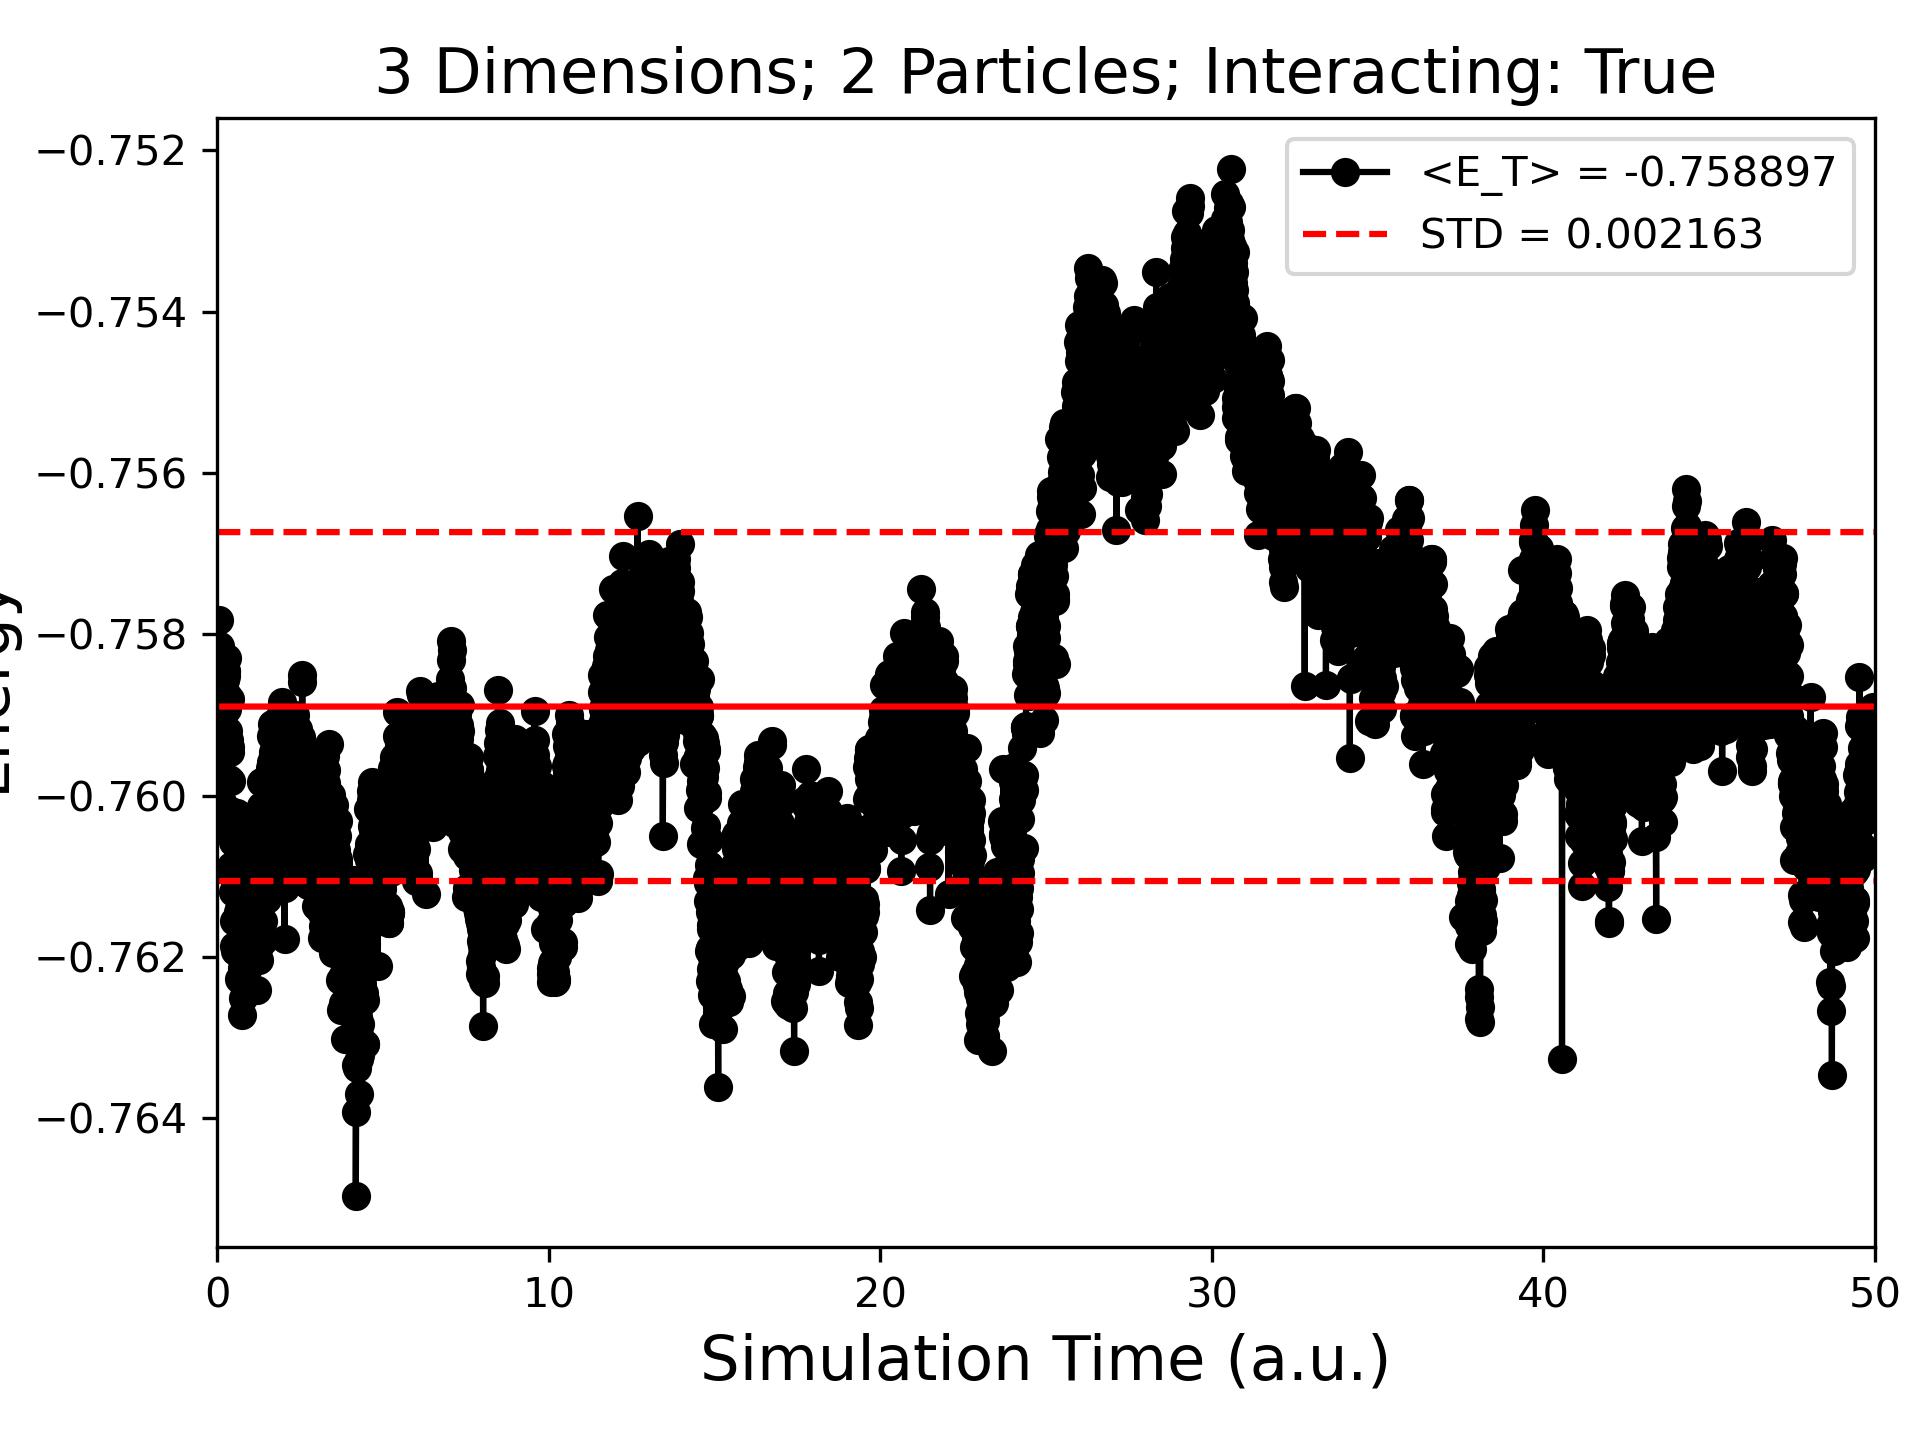 3 Dimensions; 2 Particles; Interacting: True
<E_T> = -0.758897
STD = 0.002163
Energy
−0.752
−0.754
−0.756
−0.758
−0.760
−0.762
−0.764
0 10 20 30 40 50
Simulation Time (a.u.)